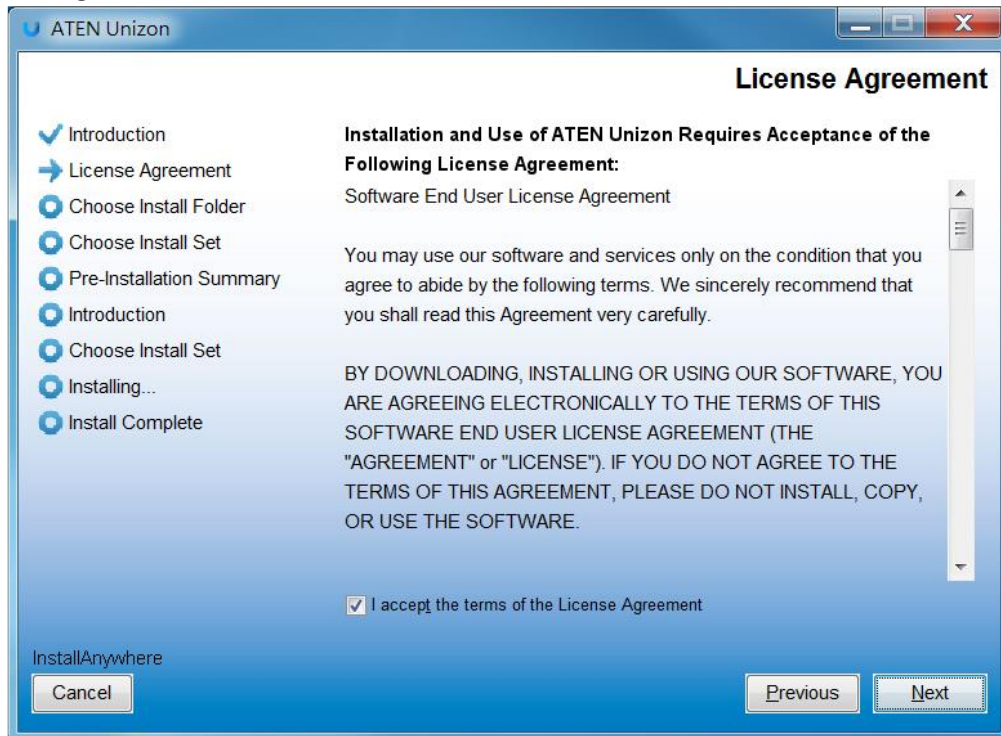 ATEN Unizon
License Agreement
Introduction
License Agreement
Choose Install Folder
Choose Install Set
Pre-Installation Summary
Introduction
Choose Install Set
Installing...
Install Complete
Installation and Use of ATEN Unizon Requires Acceptance of the
Following License Agreement:
Software End User License Agreement
You may use our software and services only on the condition that you
agree to abide by the following terms. We sincerely recommend that
you shall read this Agreement very carefully.
BY DOWNLOADING, INSTALLING OR USING OUR SOFTWARE, YOU
ARE AGREEING ELECTRONICALLY TO THE TERMS OF THIS
SOFTWARE END USER LICENSE AGREEMENT (THE
"AGREEMENT" or "LICENSE"). IF YOU DO NOT AGREE TO THE
TERMS OF THIS AGREEMENT, PLEASE DO NOT INSTALL, COPY,
OR USE THE SOFTWARE.
I accept the terms of the License Agreement
InstallAnywhere
Cancel
Previous
Next